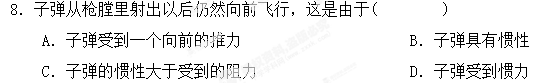 8. 子弹从枪膛里射出以后仍然向前飞行，这是由于(    )
A. 子弹受到一个向前的推力    B. 子弹具有惯性
C. 子弹的惯性大于受到的阻力    D. 子弹受到惯力